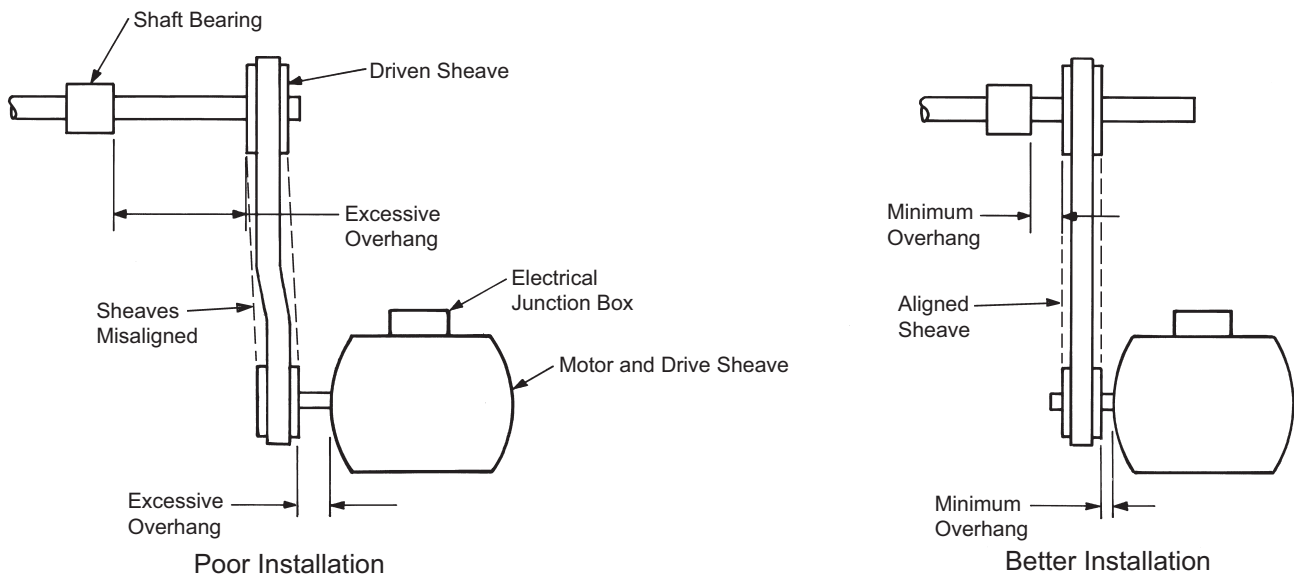 Shaft Bearing
Driven Sheave
Excessive
Overhang
Sheaves
Misaligned
Electrical
Junction Box
Motor and Drive Sheave
Excessive
Overhang
Poor Installation
Minimum
Overhang
Aligned
Sheave
Minimum
Overhang
Better Installation